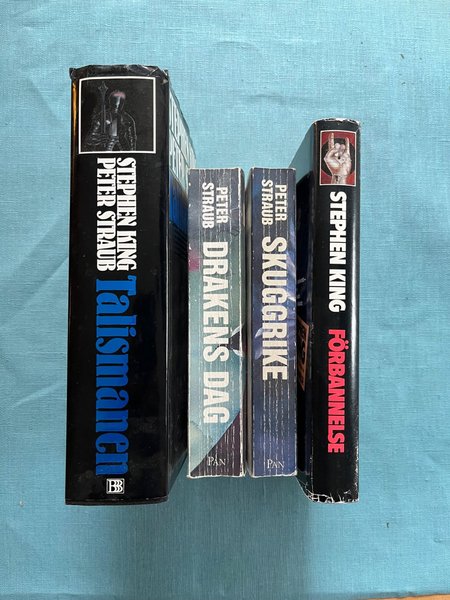 STEPHEN KING
PETER STRAUB
Talismanen
BB
PETER
STRAUB
DRAKENS DAG
PAN
PETER
STRAUB
SKUGGRIKE
PAN
STEPHEN KING
FÖRBANNELSE